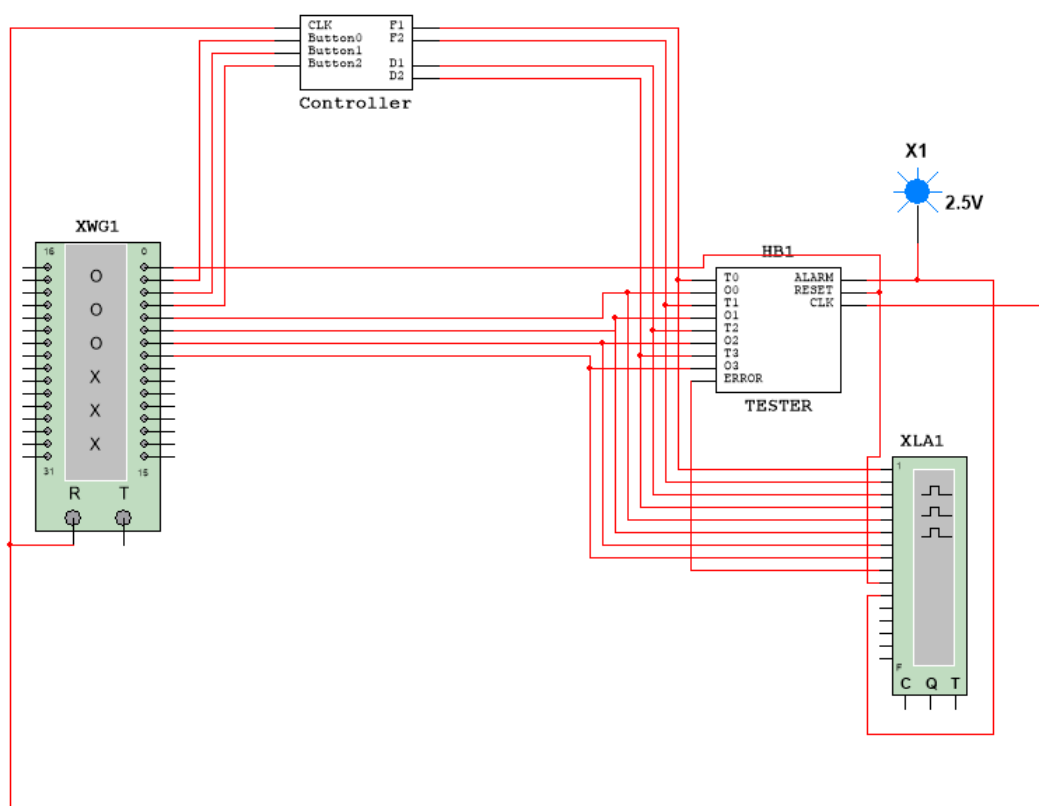 CLK F1
Button0 F2
Button1
Button2 D1
D2
Controller
X1
2.5V
XWG1
16 0
O
O
O
X
X
X
31 15
R T
HB1
T0 ALARM
O0 RESET
T1 CLK
O1
T2
O2
T3
O3
ERROR
TESTER
XLA1
1
F
C Q T